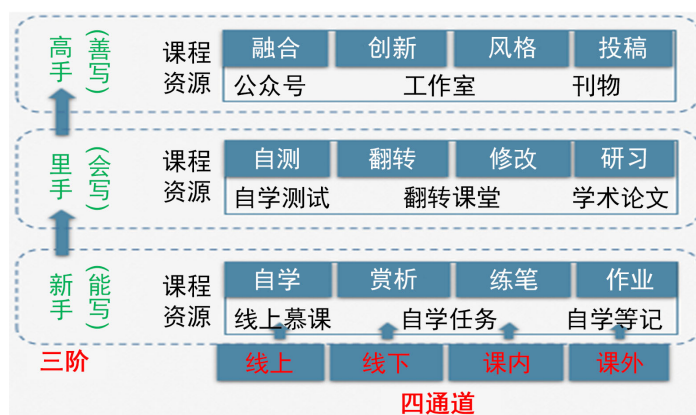 高手 (善写) 课程资源 融合 创新 风格 投稿
公众号 工作室 刊物
里手 (会写) 课程资源 自测 翻转 修改 研习
自学测试 翻转课堂 学术论文
新手 (能写) 课程资源 自学 赏析 练笔 作业
线上慕课 自学任务 自学等记
三阶 线上 线下 课内 课外
四通道